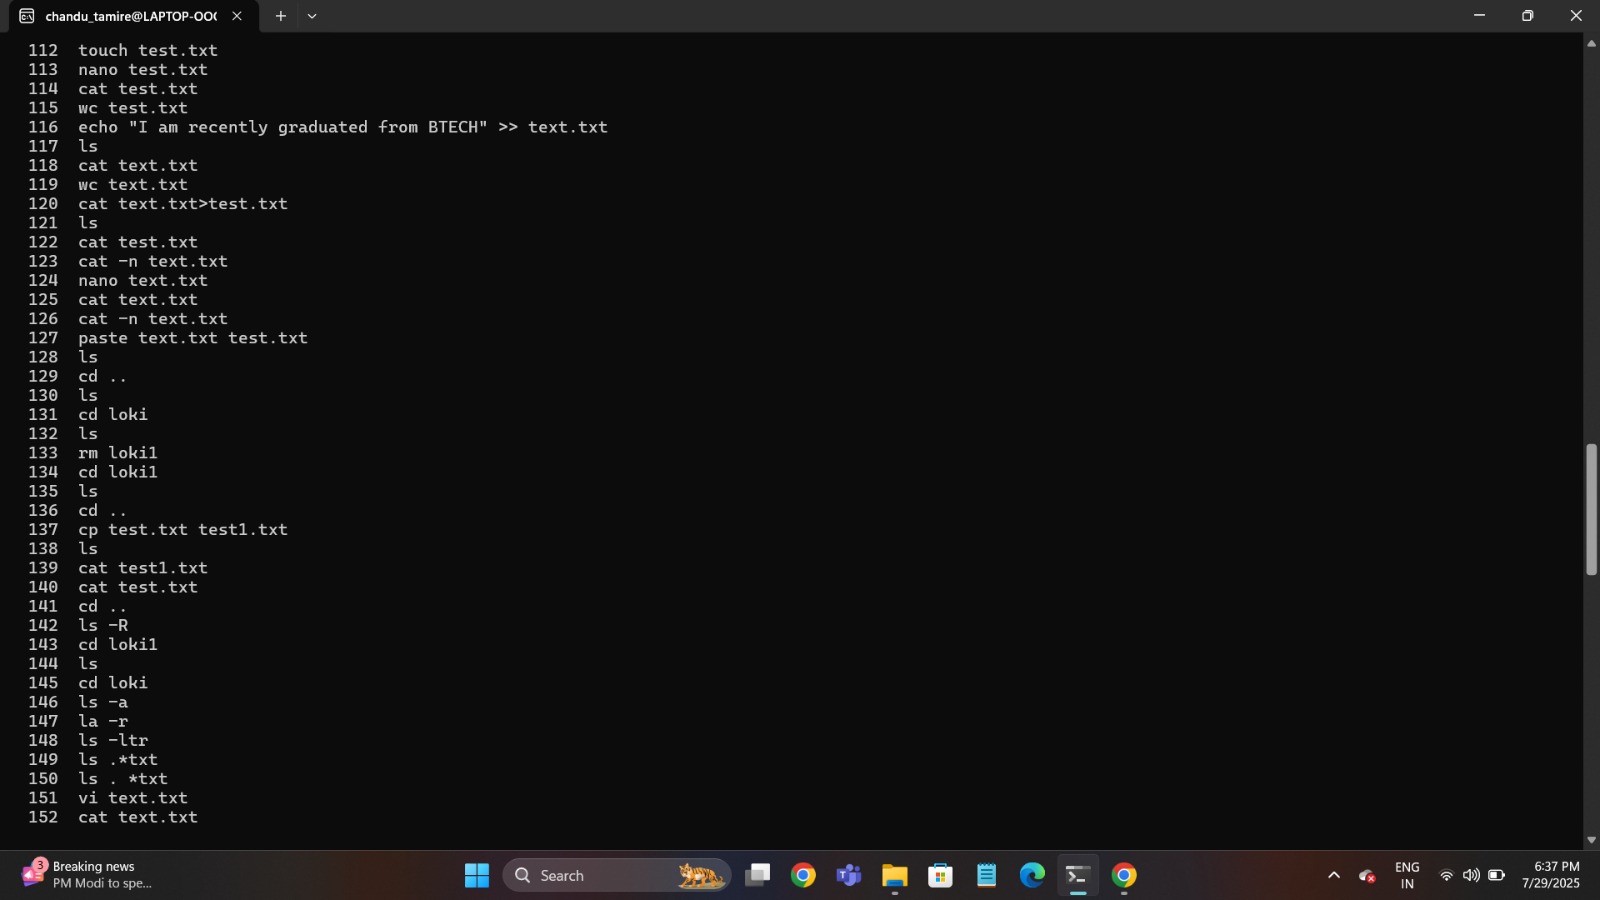 chandu_tamire@LAPTOP-OO
112 touch test.txt
113 nano test.txt
114 cat test.txt
115 wc test.txt
116 echo "I am recently graduated from BTECH" >> text.txt
117 ls
118 cat text.txt
119 wc text.txt
120 cat text.txt>test.txt
121 ls
122 cat test.txt
123 cat -n text.txt
124 nano text.txt
125 cat text.txt
126 cat -n text.txt
127 paste text.txt test.txt
128 ls
129 cd ..
130 ls
131 cd loki
132 ls
133 rm loki1
134 cd loki1
135 ls
136 cd ..
137 cp test.txt test1.txt
138 ls
139 cat test1.txt
140 cat test.txt
141 cd ..
142 ls -R
143 cd loki1
144 ls
145 cd loki
146 ls -a
147 la -r
148 ls -ltr
149 ls .*txt
150 ls . *txt
151 vi text.txt
152 cat text.txt
3
Breaking news
PM Modi to spe...
Search
ENG
IN
6:37 PM
7/29/2025